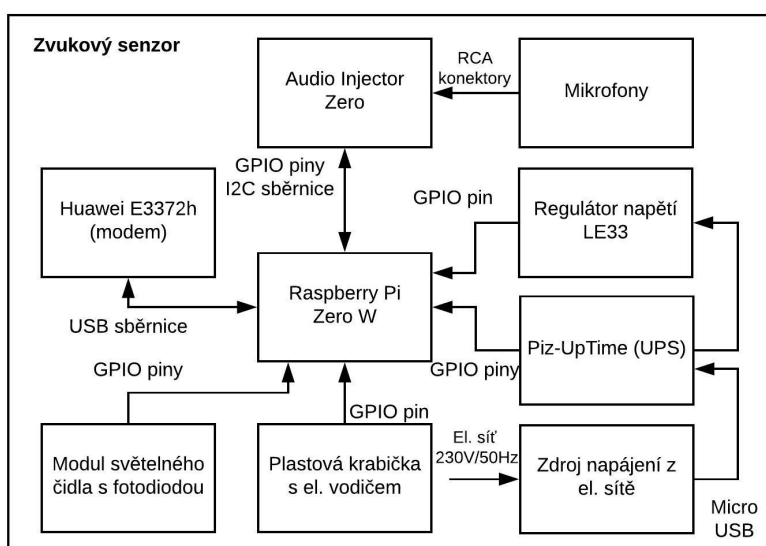 Zvukový senzor
Audio Injector
Zero
RCA
konektory
Mikrofony
GPIO piny
I2C sběrnice
Huawei E3372h
(modem)
GPIO pin
Regulátor napětí
LE33
Raspberry Pi
Zero W
USB sběrnice
Piz-UpTime (UPS)
GPIO piny
GPIO piny
GPIO pin
Modul světelného
čidla s fotodiodou
Plastová krabička
s el. vodičem
El. síť
230V/50Hz
Zdroj napájení z
el. sítě
Micro
USB